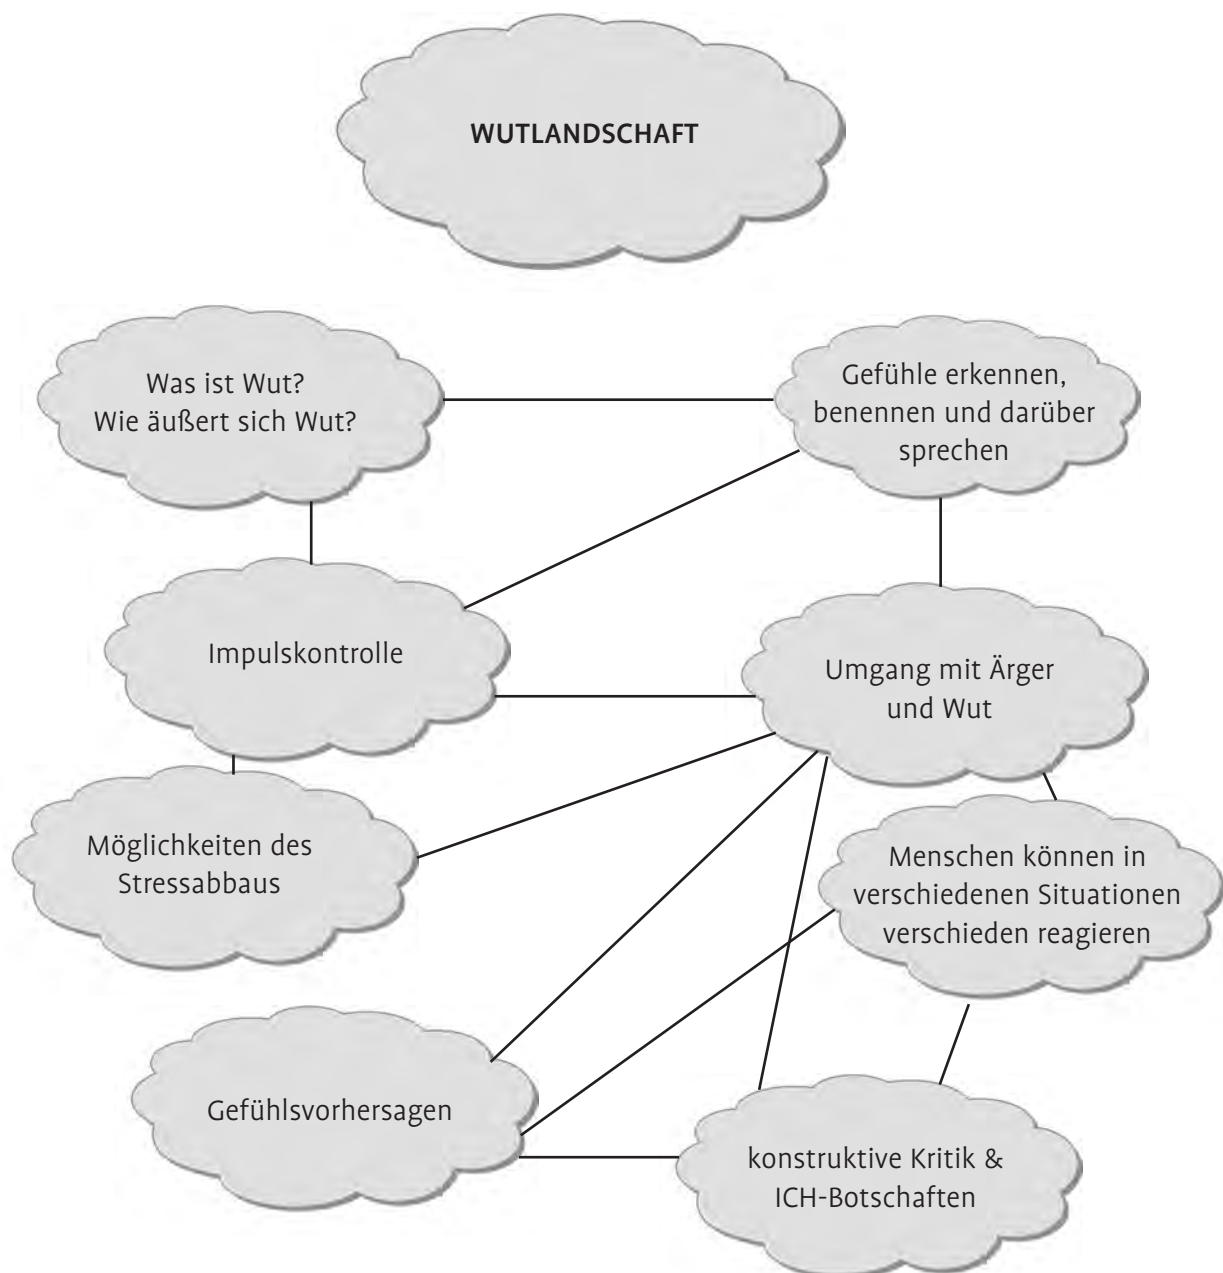 WUTLANDSCHAFT
Was ist Wut?
Wie äußert sich Wut?
Gefühle erkennen,
benennen und darüber
sprechen
Impulskontrolle
Umgang mit Ärger
und Wut
Möglichkeiten des
Stressabbaus
Menschen können in
verschiedenen Situationen
verschieden reagieren
Gefühlsvorhersagen
konstruktive Kritik &
ICH-Botschaften